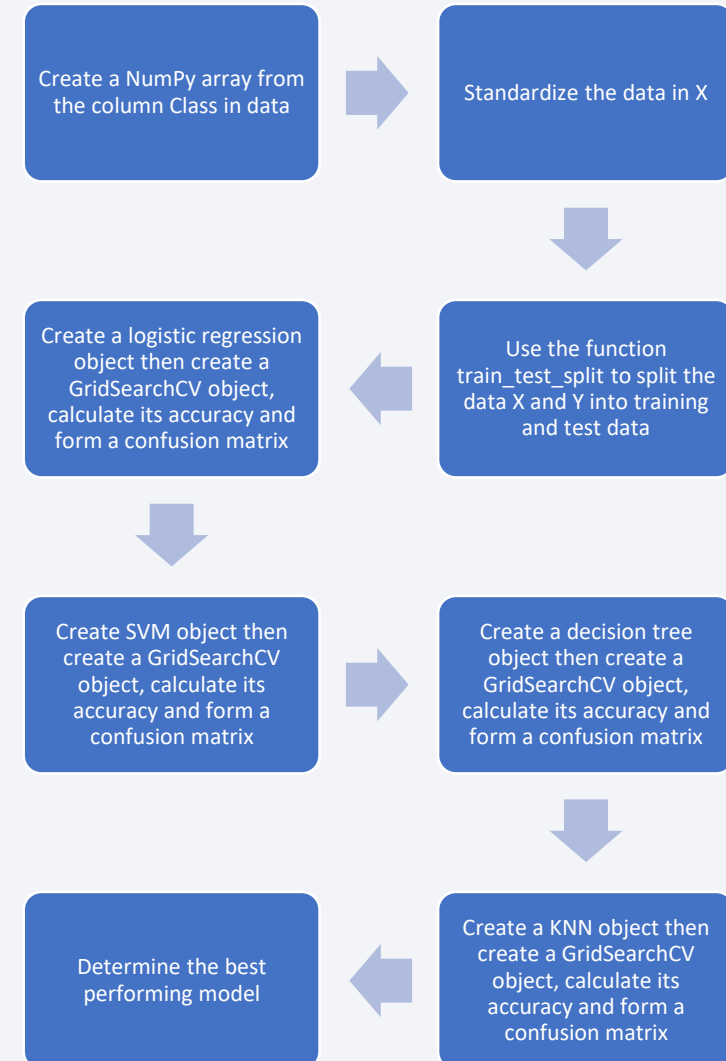 Create a NumPy array from
the column Class in data
Standardize the data in X
Use the function
train_test_split to split the
data X and Y into training
and test data
Create a logistic regression
object then create a
GridSearchCV object,
calculate its accuracy and
form a confusion matrix
Create SVM object then
create a GridSearchCV
object, calculate its
accuracy and form a
confusion matrix
Create a decision tree
object then create a
GridSearchCV object,
calculate its accuracy and
form a confusion matrix
Create a KNN object then
create a GridSearchCV
object, calculate its
accuracy and form a
confusion matrix
Determine the best
performing model